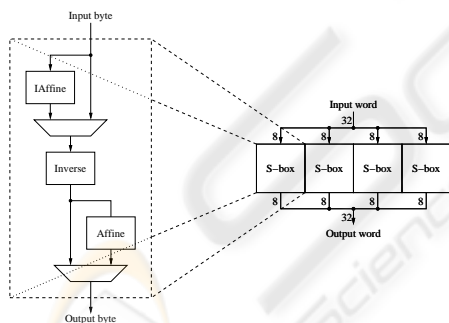 Input byte
IAffine
Inverse
Affine
Output byte
Input word
32
8 8 8 8
S-box S-box S-box S-box
8 8 8 8
32
Output word
Scienc